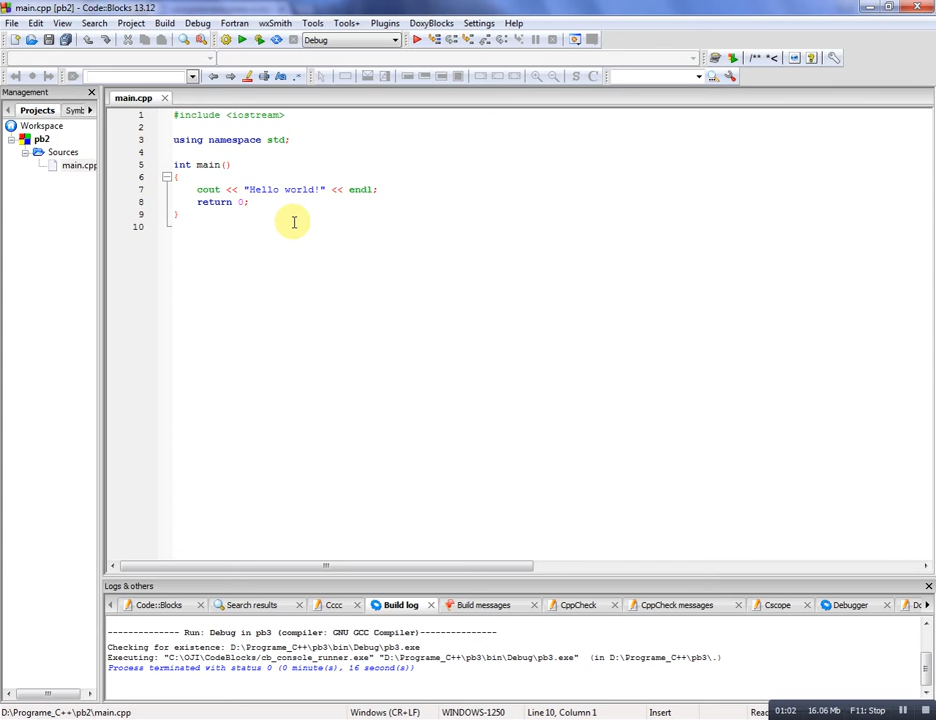 main.cpp [pb2] - Code::Blocks 13.12
File Edit View Search Project Build Debug Fortran wxSmith Tools Tools+ Plugins DoxyBlocks Settings Help
Debug
/** *<
S C
Management
main.cpp
Projects Symb
Workspace
pb2
Sources
main.cpp
1 #include <iostream>
2
3 using namespace std;
4
5 int main()
6 {
7 cout << "Hello world!" << endl;
8 return 0;
9 }
10
Logs & others
Code::Blocks Search results Cccc Build log Build messages CppCheck CppCheck messages Cscope Debugger Do
-------------- Run: Debug in pb3 (compiler: GNU GCC Compiler)---------------
Checking for existence: D:\Programe_C++\pb3\bin\Debug\pb3.exe
Executing: "C:\OJI\CodeBlocks/cb_console_runner.exe" "D:\Programe_C++\pb3\bin\Debug\pb3.exe" (in D:\Programe_C++\pb3\.)
Process terminated with status 0 (0 minute(s), 16 second(s))
D:\Programe_C++\pb2\main.cpp Windows (CR+LF) WINDOWS-1250 Line 10, Column 1 Insert Read
01:02 16.06 Mb F11: Stop